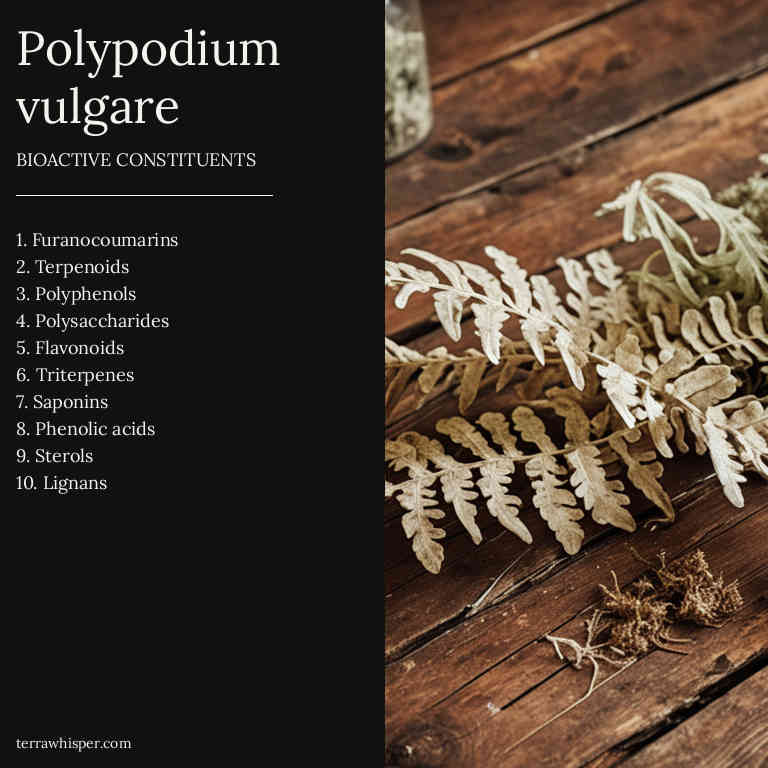 Polypodium
vulgare
BIOACTIVE CONSTITUENTS
1. Furanocoumarins
2. Terpenoids
3. Polyphenols
4. Polysaccharides
5. Flavonoids
6. Triterpenes
7. Saponins
8. Phenolic acids
9. Sterols
10. Lignans
terrawhisper.com